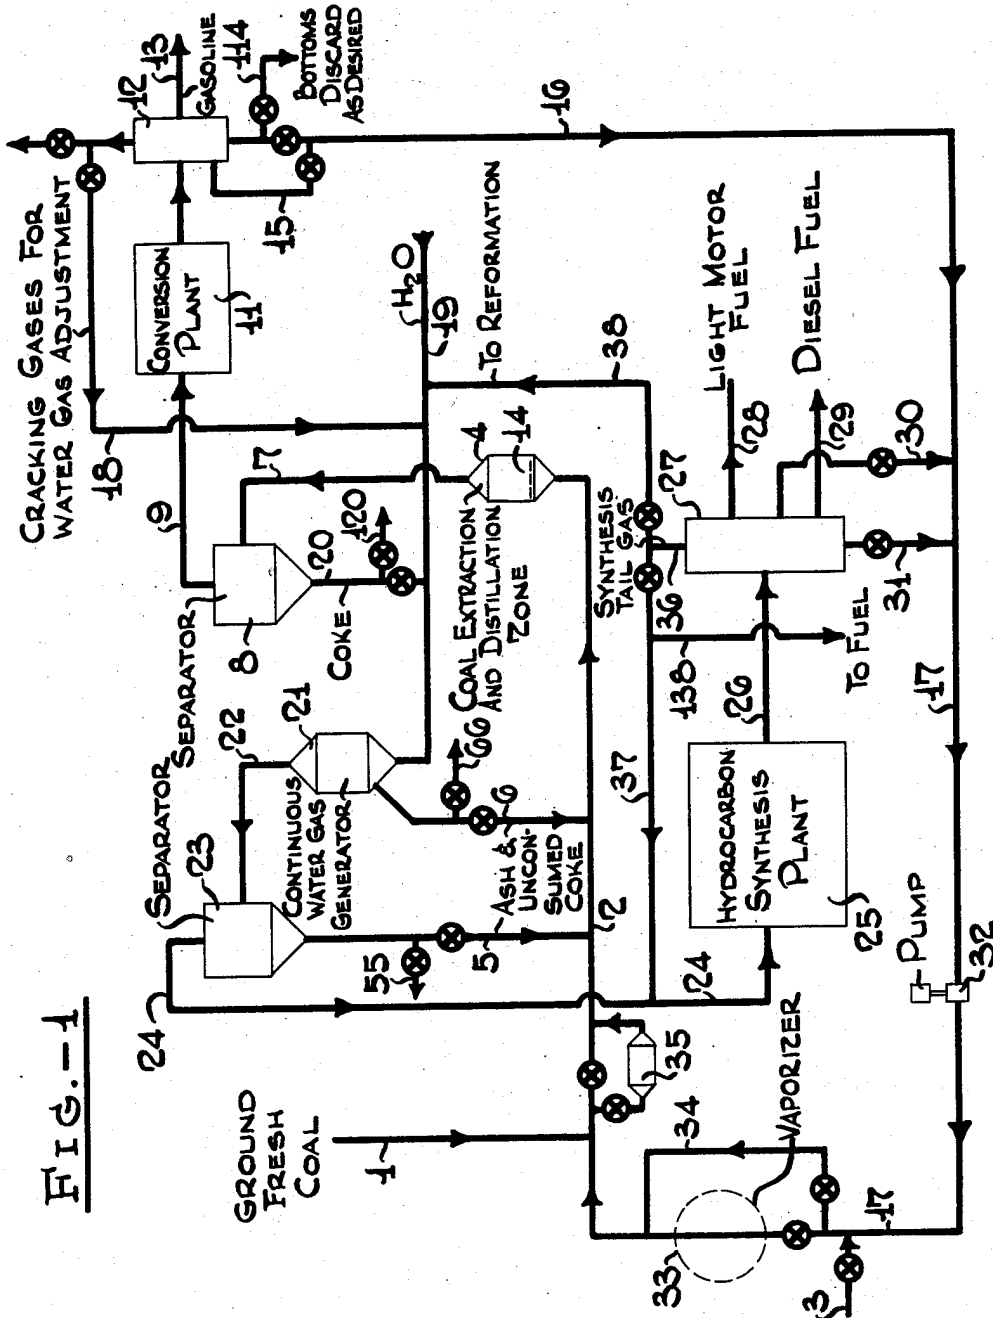 FIG.-1
GROUND
FRESH
COAL
1
24
SEPARATOR
23
22
SEPARATOR
8
9
18
CRACKING GASES FOR
WATER GAS ADJUSTMENT
CONVERSION
PLANT
11
12
13
GASOLINE
114
BOTTOMS
DISCARD
AS DESIRED
15
16
H2O
19
TO REFORMATION
38
7
4
14
COAL EXTRACTION
AND DISTILLATION
ZONE
COKE
20
120
21
CONTINUOUS
WATER GAS
GENERATOR
66
6
ASH &
UNCON-
SUMED
COKE
5
55
2
35
34
33
VAPORIZER
3
17
PUMP
32
24
25
HYDROCARBON
SYNTHESIS
PLANT
37
26
138
TO FUEL
SYNTHESIS
TAIL GAS
36
27
LIGHT MOTOR
FUEL
28
DIESEL FUEL
29
30
31
17